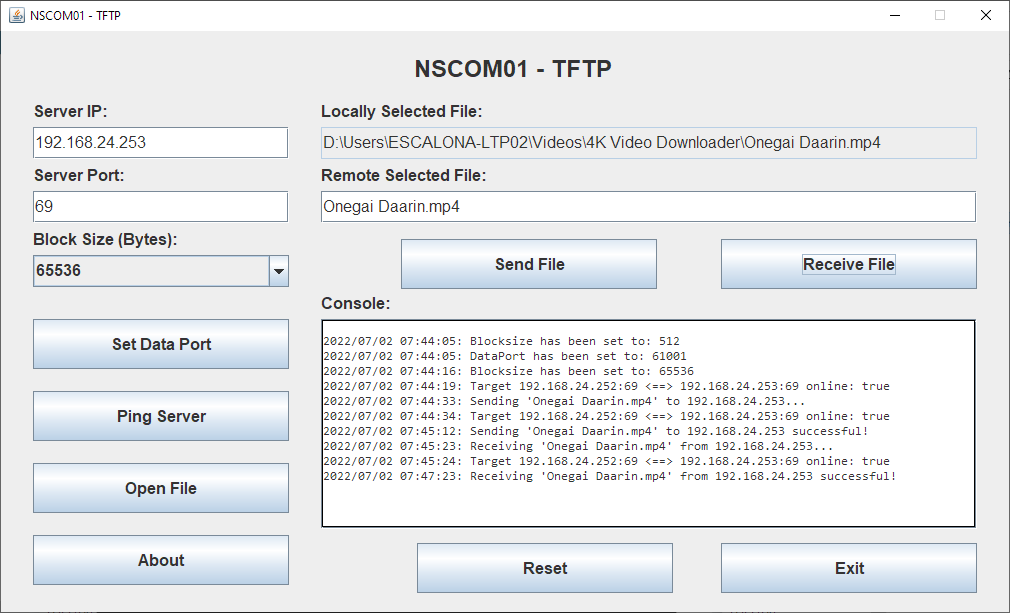 NSCOM01 - TFTP
NSCOM01 - TFTP
Server IP:
192.168.24.253
Server Port:
69
Block Size (Bytes):
65536
Set Data Port
Ping Server
Open File
About
Locally Selected File:
D:\Users\ESCALONA-LTP02\Videos\4K Video Downloader\Onegai Daarin.mp4
Remote Selected File:
Onegai Daarin.mp4
Send File
Receive File
Console:
2022/07/02 07:44:05: Blocksize has been set to: 512
2022/07/02 07:44:05: DataPort has been set to: 61001
2022/07/02 07:44:16: Blocksize has been set to: 65536
2022/07/02 07:44:19: Target 192.168.24.252:69 <==> 192.168.24.253:69 online: true
2022/07/02 07:44:33: Sending 'Onegai Daarin.mp4' to 192.168.24.253...
2022/07/02 07:44:34: Target 192.168.24.252:69 <==> 192.168.24.253:69 online: true
2022/07/02 07:45:12: Sending 'Onegai Daarin.mp4' to 192.168.24.253 successful!
2022/07/02 07:45:23: Receiving 'Onegai Daarin.mp4' from 192.168.24.253...
2022/07/02 07:45:24: Target 192.168.24.252:69 <==> 192.168.24.253:69 online: true
2022/07/02 07:47:23: Receiving 'Onegai Daarin.mp4' from 192.168.24.253 successful!
Reset
Exit